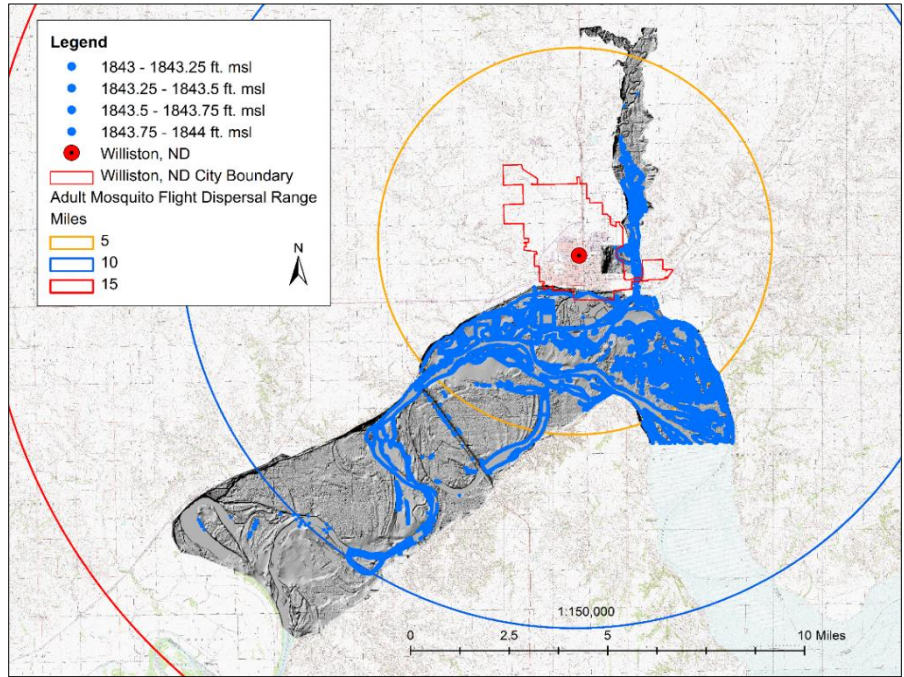 Legend
1843 - 1843.25 ft. msl
1843.25 - 1843.5 ft. msl
1843.5 - 1843.75 ft. msl
1843.75 - 1844 ft. msl
Williston, ND
Williston, ND City Boundary
Adult Mosquito Flight Dispersal Range
Miles
5
10
15
N
1:150,000
0 2.5 5 10 Miles